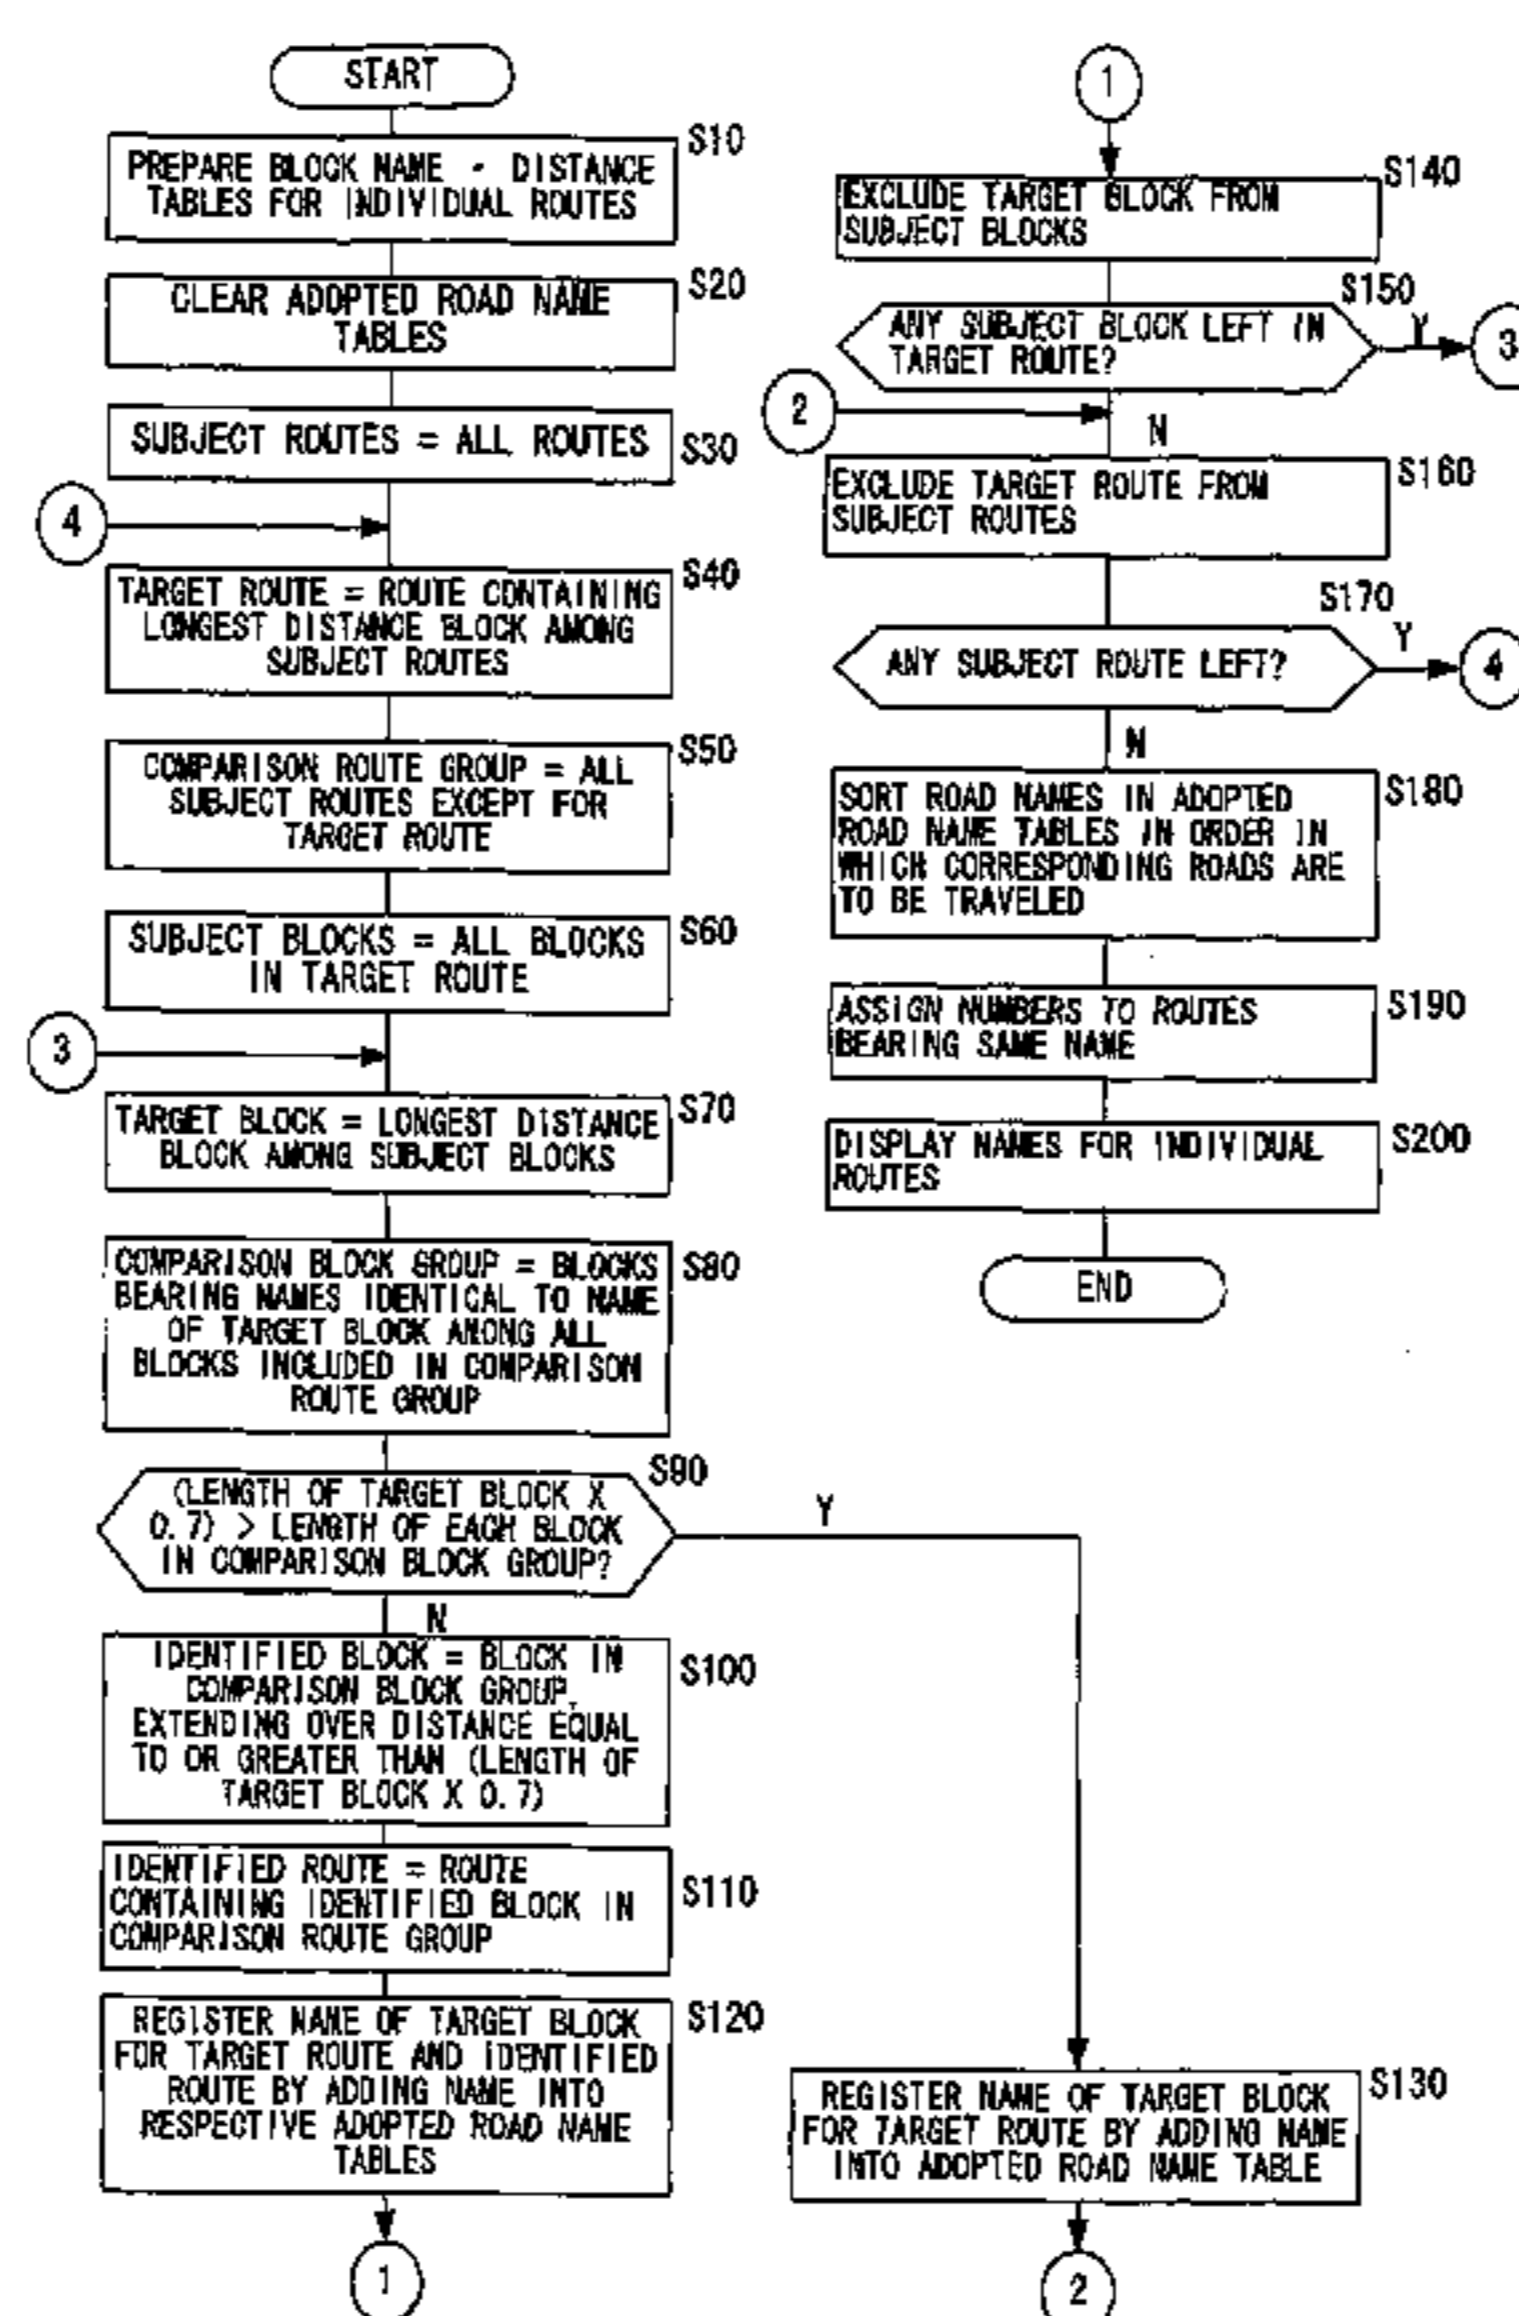 START
S10
PREPARE BLOCK NAME - DISTANCE
TABLES FOR INDIVIDUAL ROUTES
S20
CLEAR ADOPTED ROAD NAME
TABLES
SUBJECT ROUTES = ALL ROUTES
S30
4
S40
TARGET ROUTE = ROUTE CONTAINING
LONGEST DISTANCE BLOCK AMONG
SUBJECT ROUTES
S50
COMPARISON ROUTE GROUP = ALL
SUBJECT ROUTES EXCEPT FOR
TARGET ROUTE
S60
SUBJECT BLOCKS = ALL BLOCKS
IN TARGET ROUTE
3
S70
TARGET BLOCK = LONGEST DISTANCE
BLOCK AMONG SUBJECT BLOCKS
S80
COMPARISON BLOCK GROUP = BLOCKS
BEARING NAMES IDENTICAL TO NAME
OF TARGET BLOCK AMONG ALL
BLOCKS INCLUDED IN COMPARISON
ROUTE GROUP
S90
(LENGTH OF TARGET BLOCK X
0.7) > LENGTH OF EACH BLOCK
IN COMPARISON BLOCK GROUP?
Y
N
S100
IDENTIFIED BLOCK = BLOCK IN
COMPARISON BLOCK GROUP,
EXTENDING OVER DISTANCE EQUAL
TO OR GREATER THAN (LENGTH OF
TARGET BLOCK X 0.7)
S110
IDENTIFIED ROUTE = ROUTE
CONTAINING IDENTIFIED BLOCK IN
COMPARISON ROUTE GROUP
S120
REGISTER NAME OF TARGET BLOCK
FOR TARGET ROUTE AND IDENTIFIED
ROUTE BY ADDING NAME INTO
RESPECTIVE ADOPTED ROAD NAME
TABLES
1
S130
REGISTER NAME OF TARGET BLOCK
FOR TARGET ROUTE BY ADDING NAME
INTO ADOPTED ROAD NAME TABLE
2
1
S140
EXCLUDE TARGET BLOCK FROM
SUBJECT BLOCKS
S150
ANY SUBJECT BLOCK LEFT IN
TARGET ROUTE?
Y
3
2
N
S160
EXCLUDE TARGET ROUTE FROM
SUBJECT ROUTES
S170
ANY SUBJECT ROUTE LEFT?
Y
4
N
S180
SORT ROAD NAMES IN ADOPTED
ROAD NAME TABLES IN ORDER IN
WHICH CORRESPONDING ROADS ARE
TO BE TRAVELED
S190
ASSIGN NUMBERS TO ROUTES
BEARING SAME NAME
S200
DISPLAY NAMES FOR INDIVIDUAL
ROUTES
END